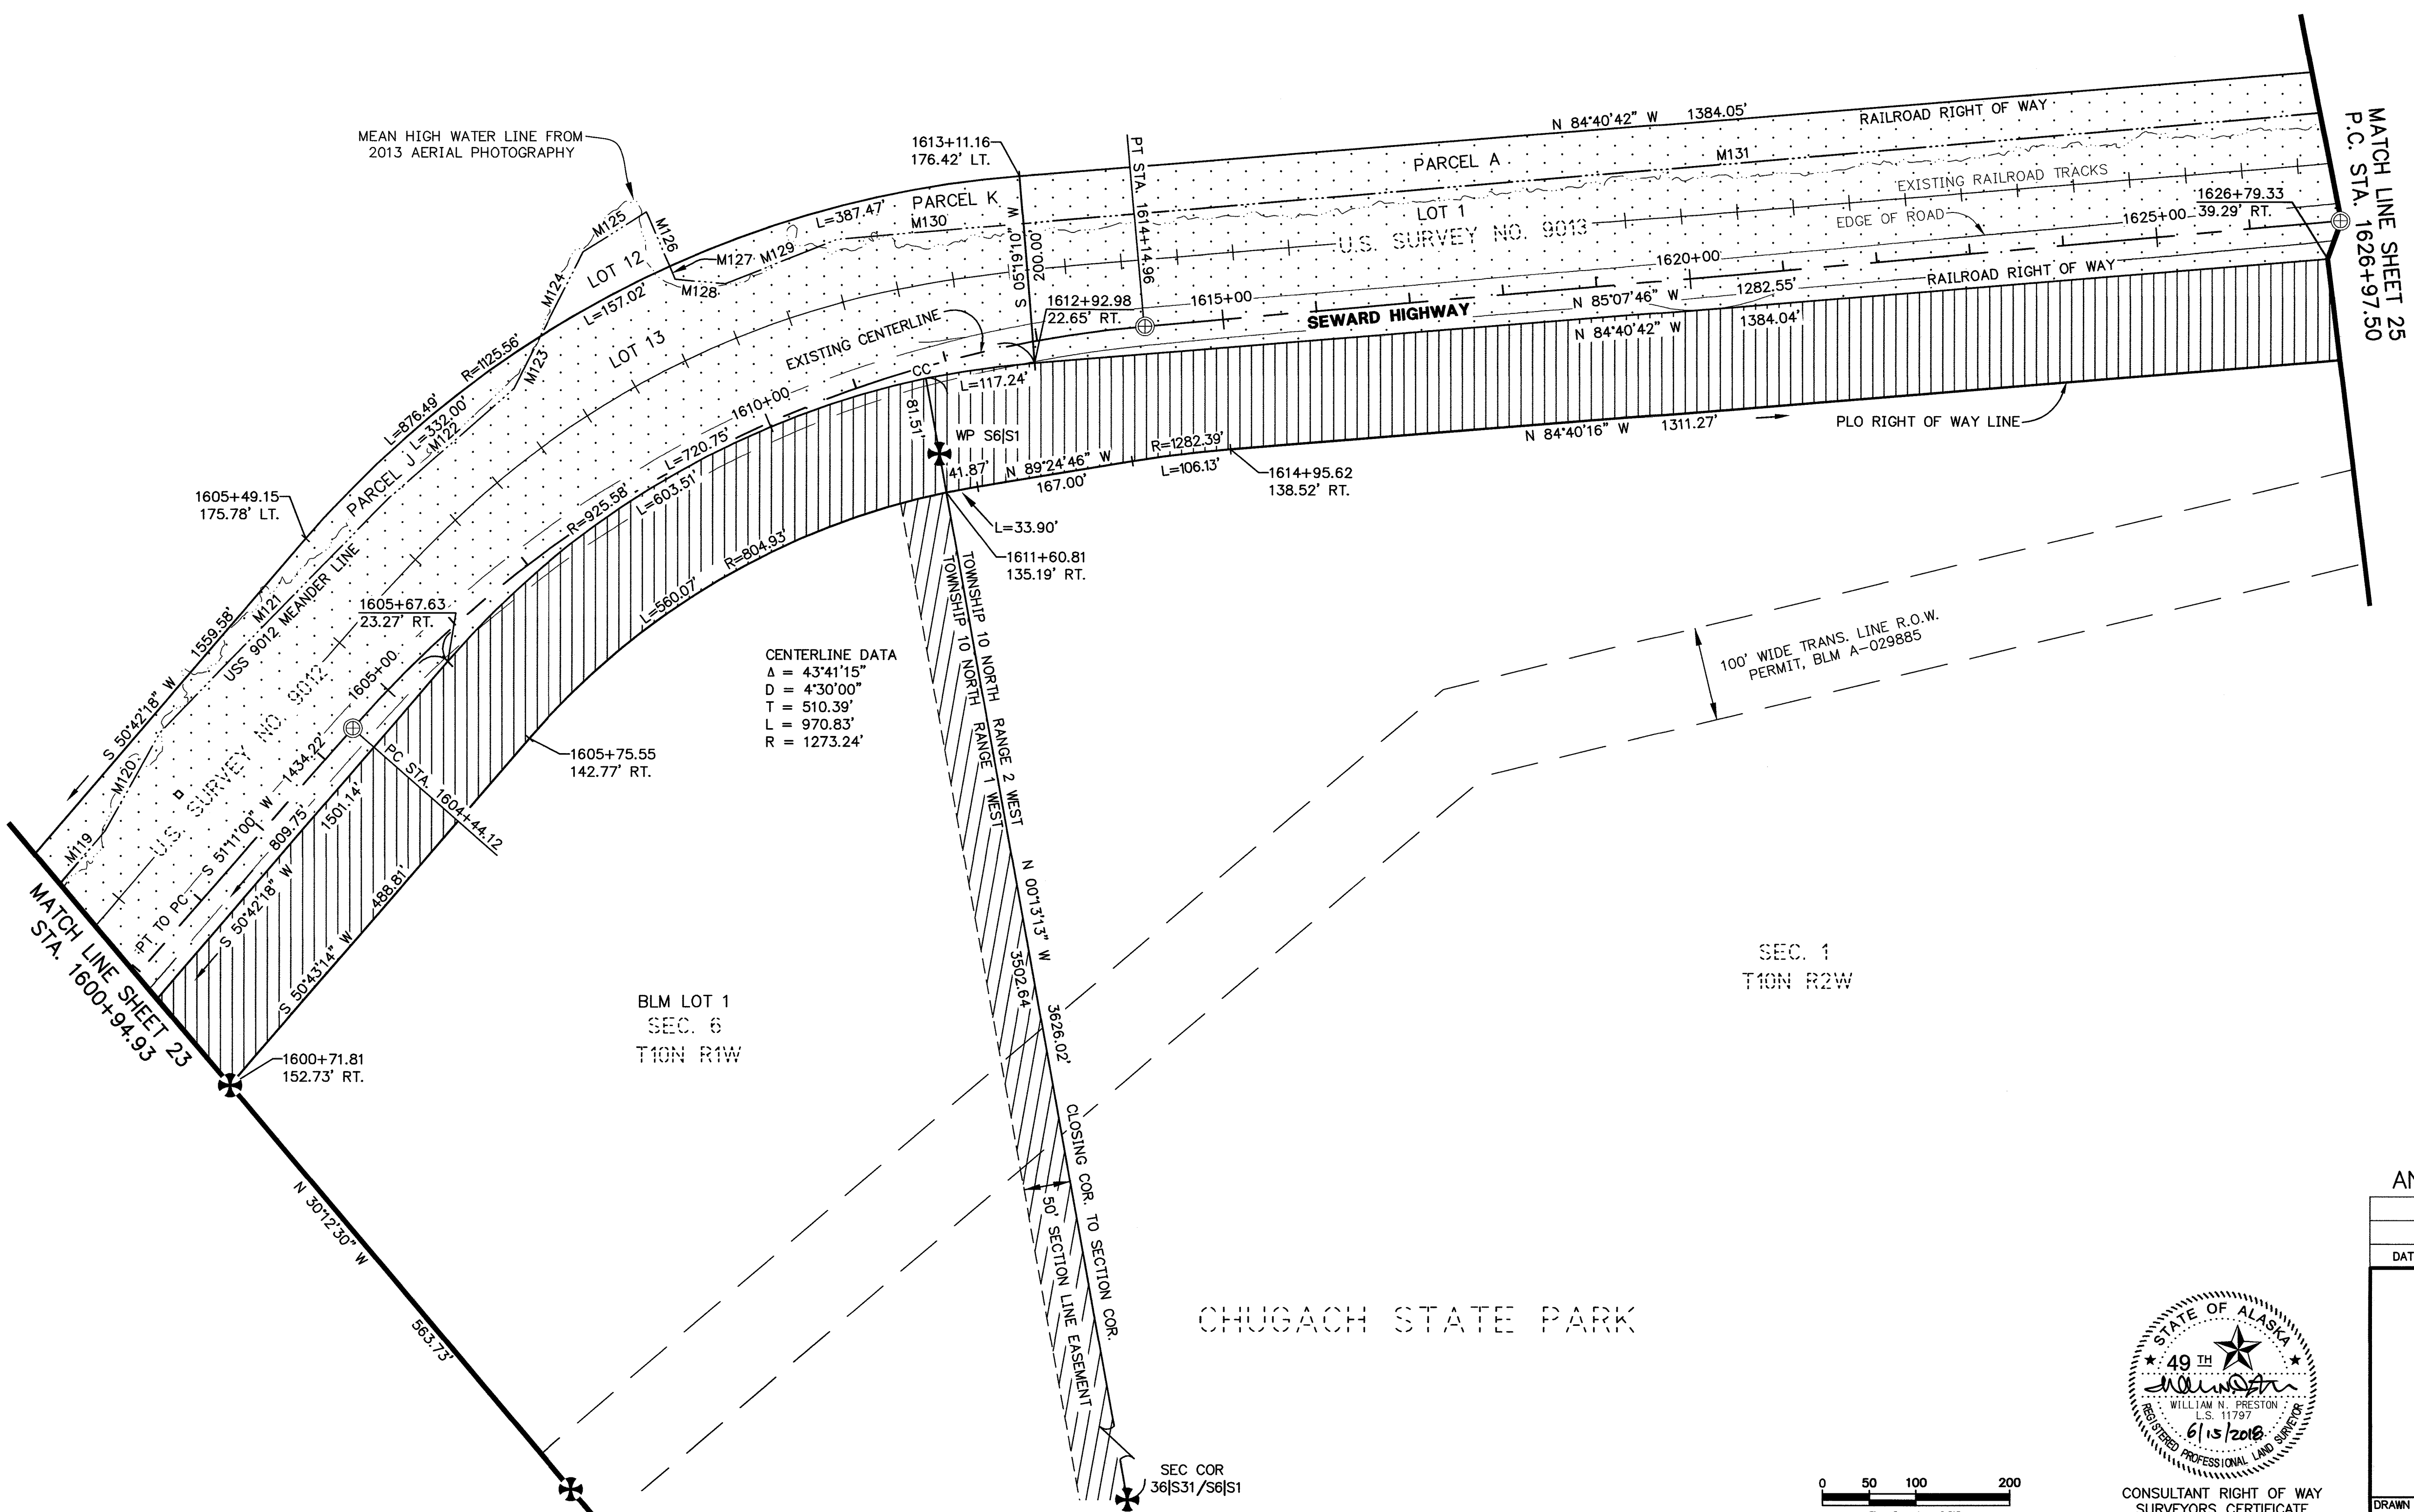 MEAN HIGH WATER LINE FROM
2013 AERIAL PHOTOGRAPHY
1613+11.16
176.42' LT.
PT STA. 1614+14.96
N 84°40'42" W 1384.05'
RAILROAD RIGHT OF WAY
MATCH LINE SHEET 25
P.C. STA. 1626+97.50
PARCEL A
M131
EXISTING RAILROAD TRACKS
1626+79.33
39.29' RT.
LOT 1
U.S. SURVEY NO. 9013
EDGE OF ROAD
1625+00
1620+00
RAILROAD RIGHT OF WAY
N 85°07'46" W 1282.55'
SEWARD HIGHWAY
N 84°40'42" W 1384.04'
1615+00
1612+92.98
22.65' RT.
S 05°19'10" W
200.00'
PARCEL K
M130
L=387.47'
M125
M126
LOT 12
M127
M129
M128
M124
L=157.02'
M123
LOT 13
R=1125.56'
EXISTING CENTERLINE
CC
L=117.24'
81.51'
WP S6|S1
41.87'
N 89°24'46" W
167.00'
R=1282.39'
L=106.13'
1614+95.62
138.52' RT.
N 84°40'16" W 1311.27'
PLO RIGHT OF WAY LINE
L=876.49'
L=332.00'
M122
PARCEL J
1610+00
L=720.75'
R=925.58'
L=603.51'
R=804.93'
L=560.07'
L=33.90'
1611+60.81
135.19' RT.
1605+49.15
175.78' LT.
1605+67.63
23.27' RT.
M121
USS 9012 MEANDER LINE
1559.58'
S 50°42'18" W
U.S. SURVEY NO. 9012
1605+00
M120
M119
1434.22'
S 51°11'00" W
PT TO PC
PC STA. 1604+44.12
809.75'
1501.14'
S 50°42'18" W
488.81'
S 50°43'14" W
CENTERLINE DATA
Δ = 43°41'15"
D = 4°30'00"
T = 510.39'
L = 970.83'
R = 1273.24'
1605+75.55
142.77' RT.
TOWNSHIP 10 NORTH RANGE 2 WEST
TOWNSHIP 10 NORTH RANGE 1 WEST
N 00°13'13" W
3502.64'
3626.02'
CLOSING COR. TO SECTION COR.
50' SECTION LINE EASEMENT
100' WIDE TRANS. LINE R.O.W.
PERMIT, BLM A-029885
MATCH LINE SHEET 23
STA. 1600+94.93
1600+71.81
152.73' RT.
BLM LOT 1
SEC. 6
T10N R1W
SEC. 1
T10N R2W
N 30°12'30" W
563.73'
CHUGACH STATE PARK
SEC COR
36|S31/S6|S1
0 50 100 200
STATE OF ALASKA
49 TH
WILLIAM N. PRESTON
L.S. 11797
6/15/2018
REGISTERED PROFESSIONAL LAND SURVEYOR
CONSULTANT RIGHT OF WAY
SURVEYORS CERTIFICATE
AN
DAT
DRAWN